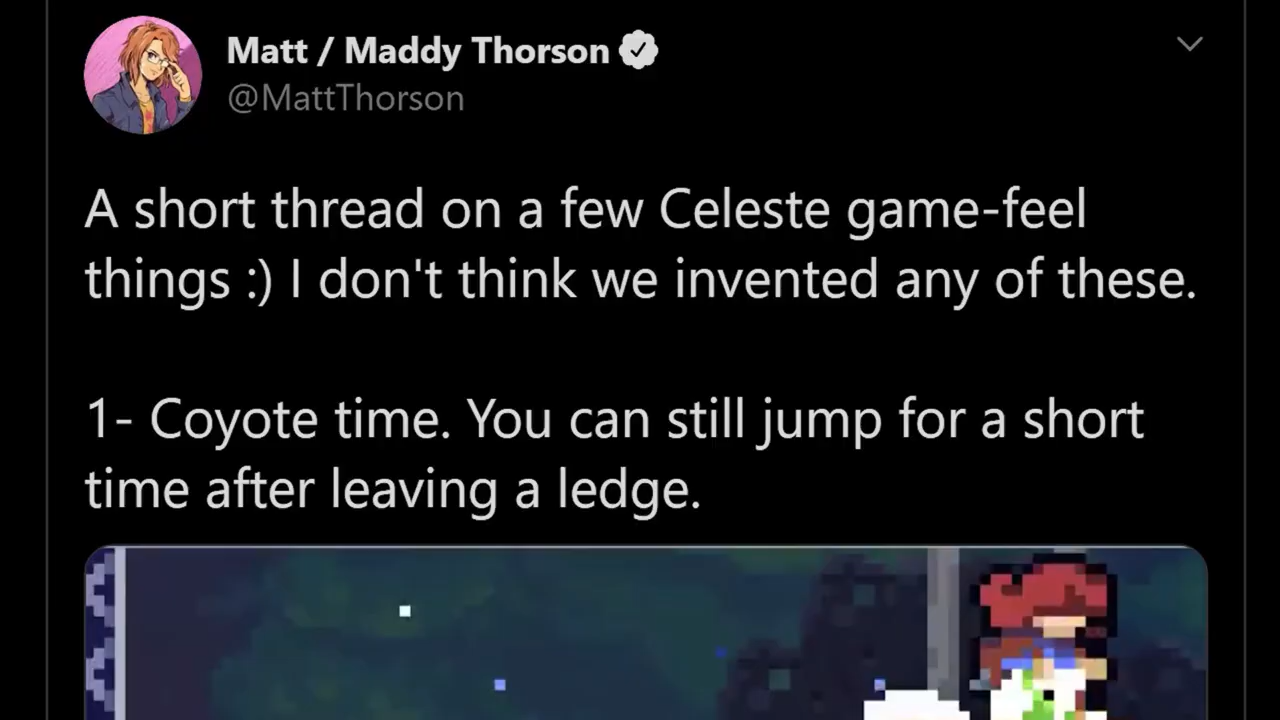 Matt / Maddy Thorson
@MattThorson
A short thread on a few Celeste game-feel
things :) I don't think we invented any of these.
1- Coyote time. You can still jump for a short
time after leaving a ledge.